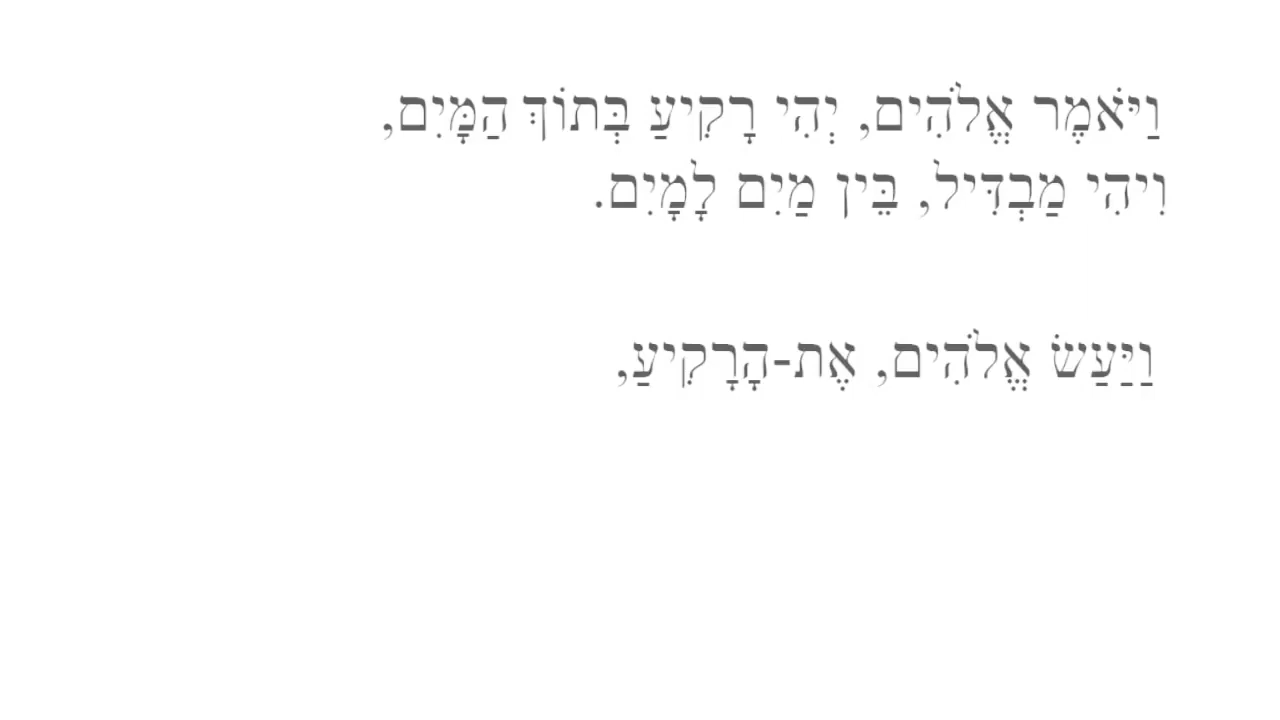 וַיֹּאמֶר אֱלֹהִים, יְהִי רָקִיעַ בְּתוֹךְ הַמָּיִם,
וִיהִי מַבְדִּיל, בֵּין מַיִם לָמָיִם.
וַיַּעַשׂ אֱלֹהִים, אֶת-הָרָקִיעַ,